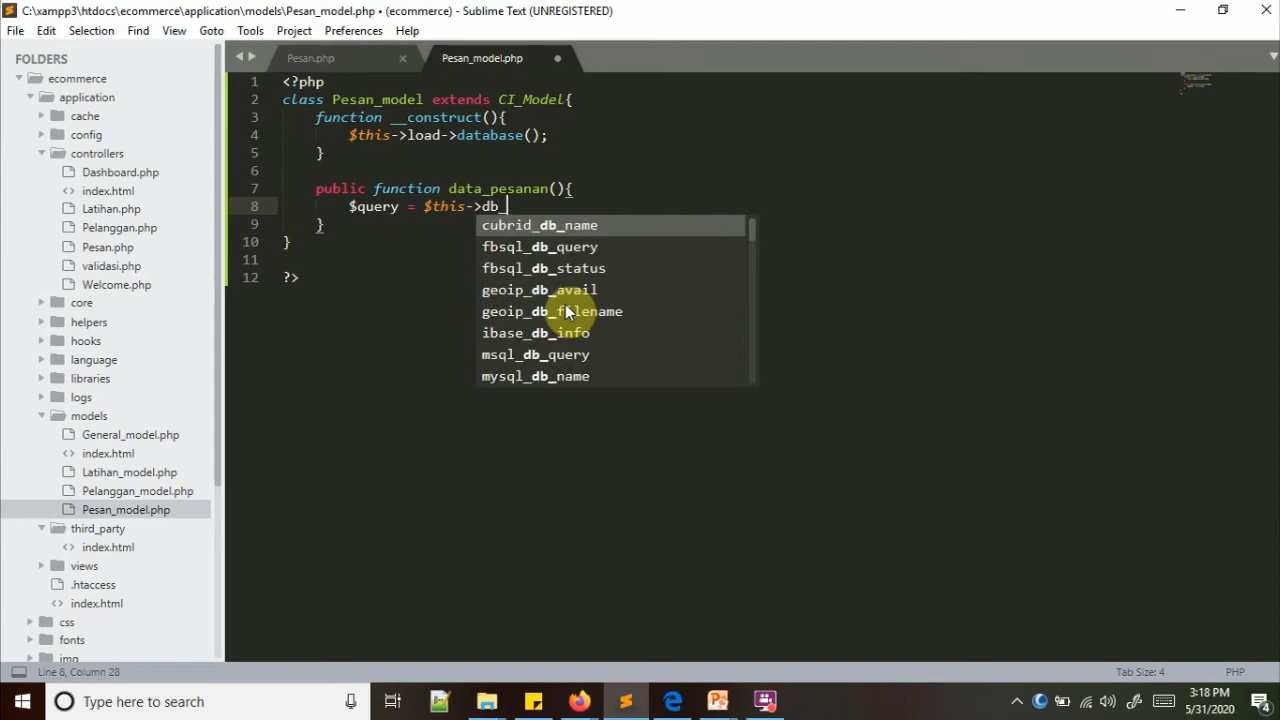 C:\xampp3\htdocs\ecommerce\application\models\Pesan_model.php • (ecommerce) - Sublime Text (UNREGISTERED)
File Edit Selection Find View Goto Tools Project Preferences Help
FOLDERS
ecommerce
application
cache
config
controllers
Dashboard.php
index.html
Latihan.php
Pelanggan.php
Pesan.php
validasi.php
Welcome.php
core
helpers
hooks
language
libraries
logs
models
General_model.php
index.html
Latihan_model.php
Pelanggan_model.php
Pesan_model.php
third_party
index.html
views
.htaccess
index.html
css
fonts
img
Pesan.php
Pesan_model.php
1 <?php
2 class Pesan_model extends CI_Model{
3 function __construct(){
4 $this->load->database();
5 }
6
7 public function data_pesanan(){
8 $query = $this->db_
9 }
10 }
11
12 ?>
cubrid_db_name
fbsql_db_query
fbsql_db_status
geoip_db_avail
geoip_db_filename
ibase_db_info
msql_db_query
mysql_db_name
Line 8, Column 28
Tab Size: 4
PHP
Type here to search
3:18 PM
5/31/2020
4